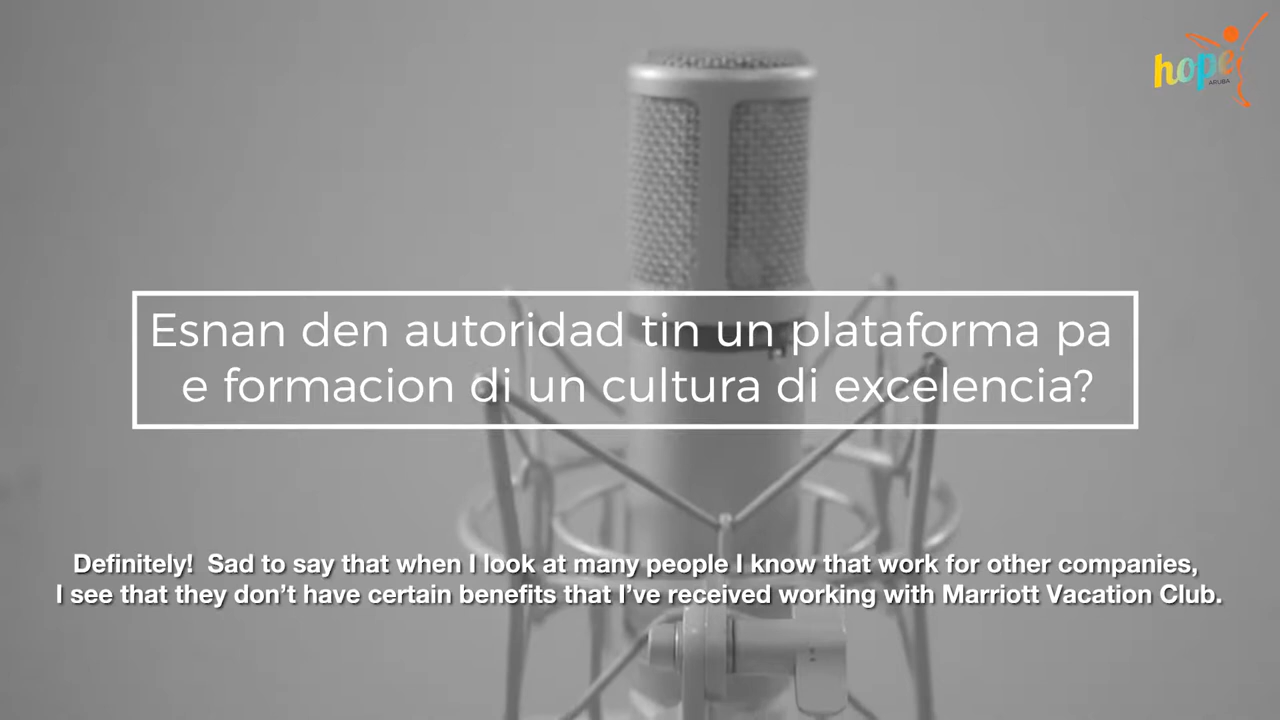 hope
ARUBA
Esnan den autoridad tin un plataforma pa
e formacion di un cultura di excelencia?
Definitely!  Sad to say that when I look at many people I know that work for other companies,
I see that they don’t have certain benefits that I’ve received working with Marriott Vacation Club.